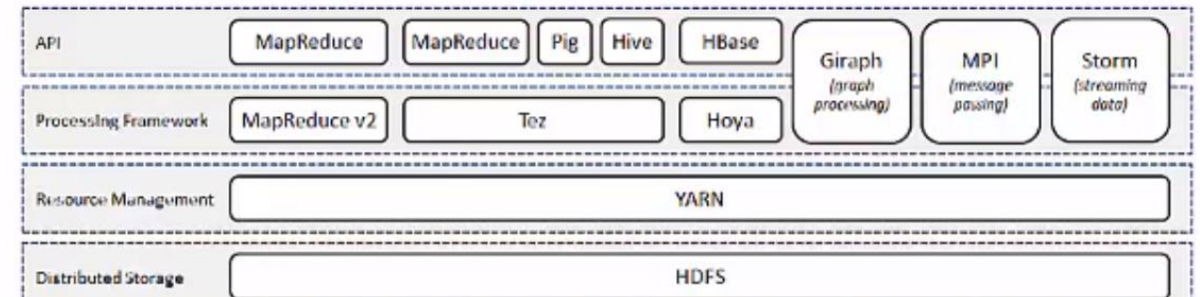 API
MapReduce
MapReduce
Pig
Hive
HBase
Giraph
(graph
processing)
MPI
(message
passing)
Storm
(streaming
data)
Processing Framework
MapReduce v2
Tez
Hoya
Resource Management
YARN
Distributed Storage
HDFS